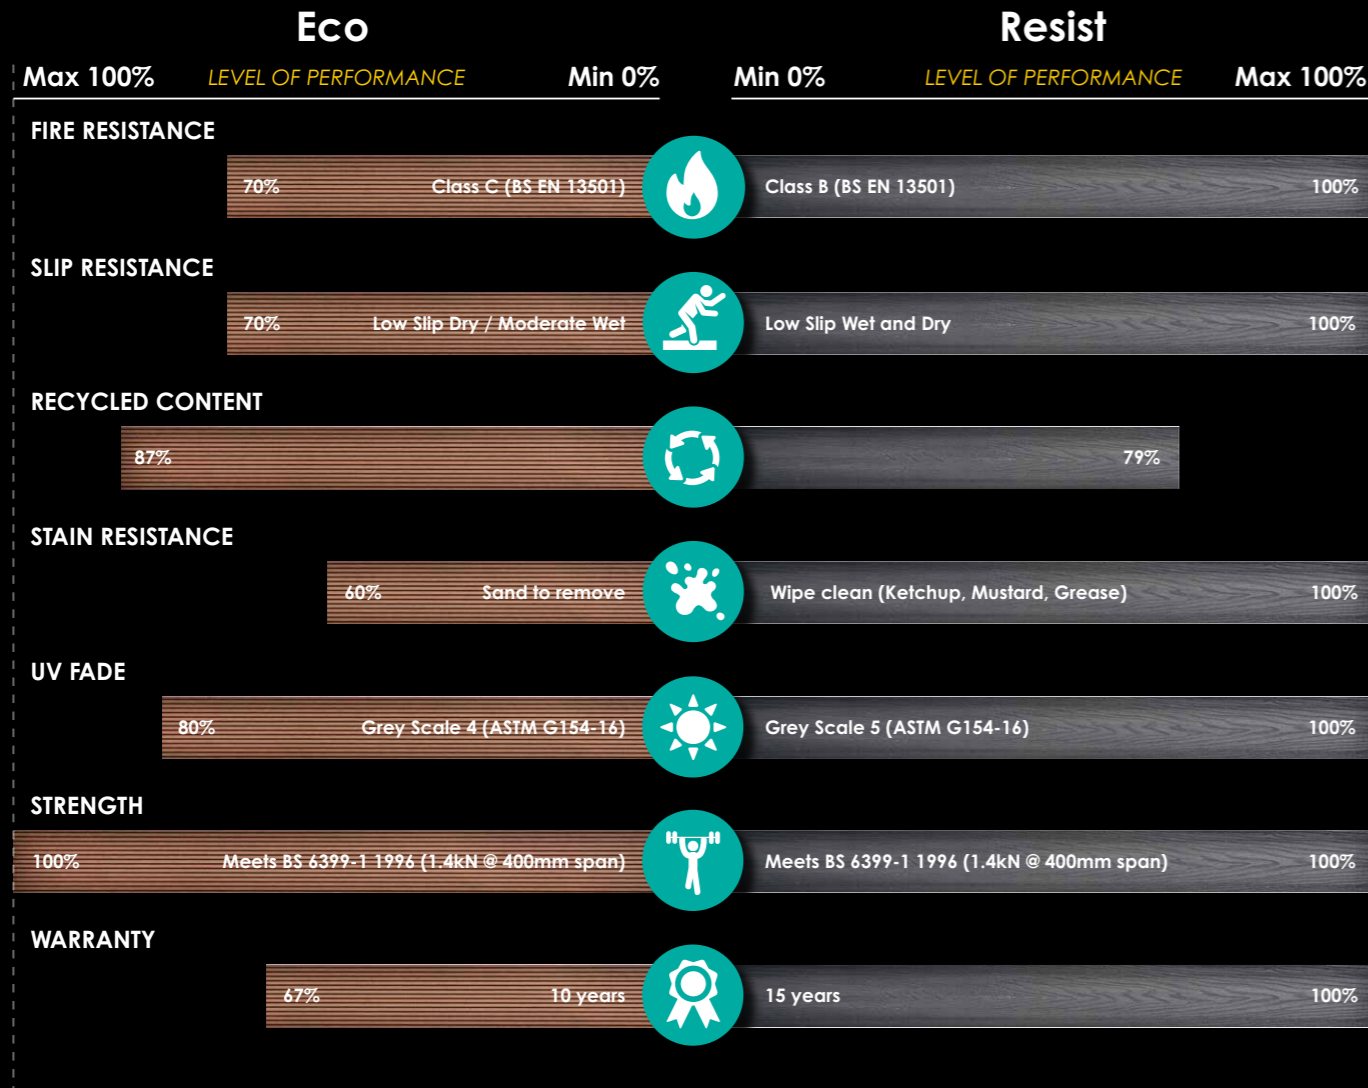 Eco
Resist
Max 100% LEVEL OF PERFORMANCE Min 0%
Min 0% LEVEL OF PERFORMANCE Max 100%
FIRE RESISTANCE
70% Class C (BS EN 13501)
Class B (BS EN 13501) 100%
SLIP RESISTANCE
70% Low Slip Dry / Moderate Wet
Low Slip Wet and Dry 100%
RECYCLED CONTENT
87%
79%
STAIN RESISTANCE
60% Sand to remove
Wipe clean (Ketchup, Mustard, Grease) 100%
UV FADE
80% Grey Scale 4 (ASTM G154-16)
Grey Scale 5 (ASTM G154-16) 100%
STRENGTH
100% Meets BS 6399-1 1996 (1.4kN @ 400mm span)
Meets BS 6399-1 1996 (1.4kN @ 400mm span) 100%
WARRANTY
67% 10 years
15 years 100%